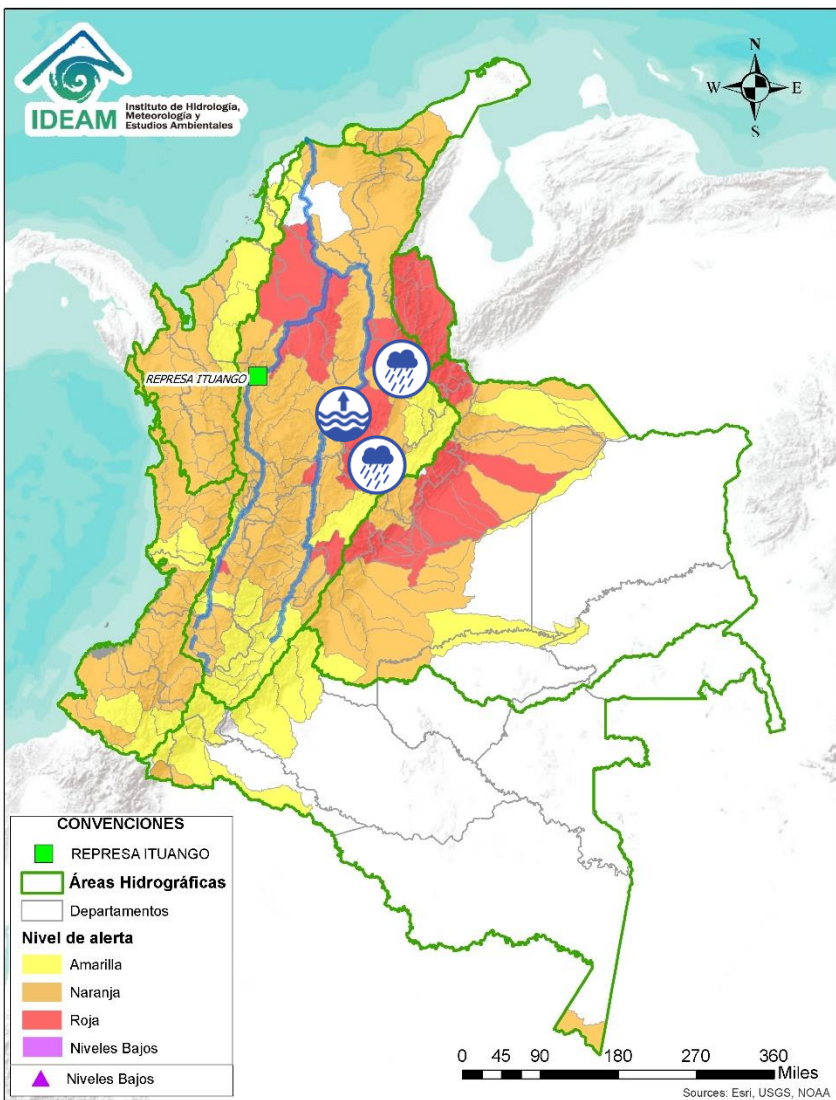 IDEAM
Instituto de Hidrología,
Meteorología y
Estudios Ambientales
N
W
E
S
REPRESA ITUANGO
CONVENCIONES
REPRESA ITUANGO
Áreas Hidrográficas
Departamentos
Nivel de alerta
Amarilla
Naranja
Roja
Niveles Bajos
Niveles Bajos
0 45 90 180 270 360
Miles
Sources: Esri, USGS, NOAA